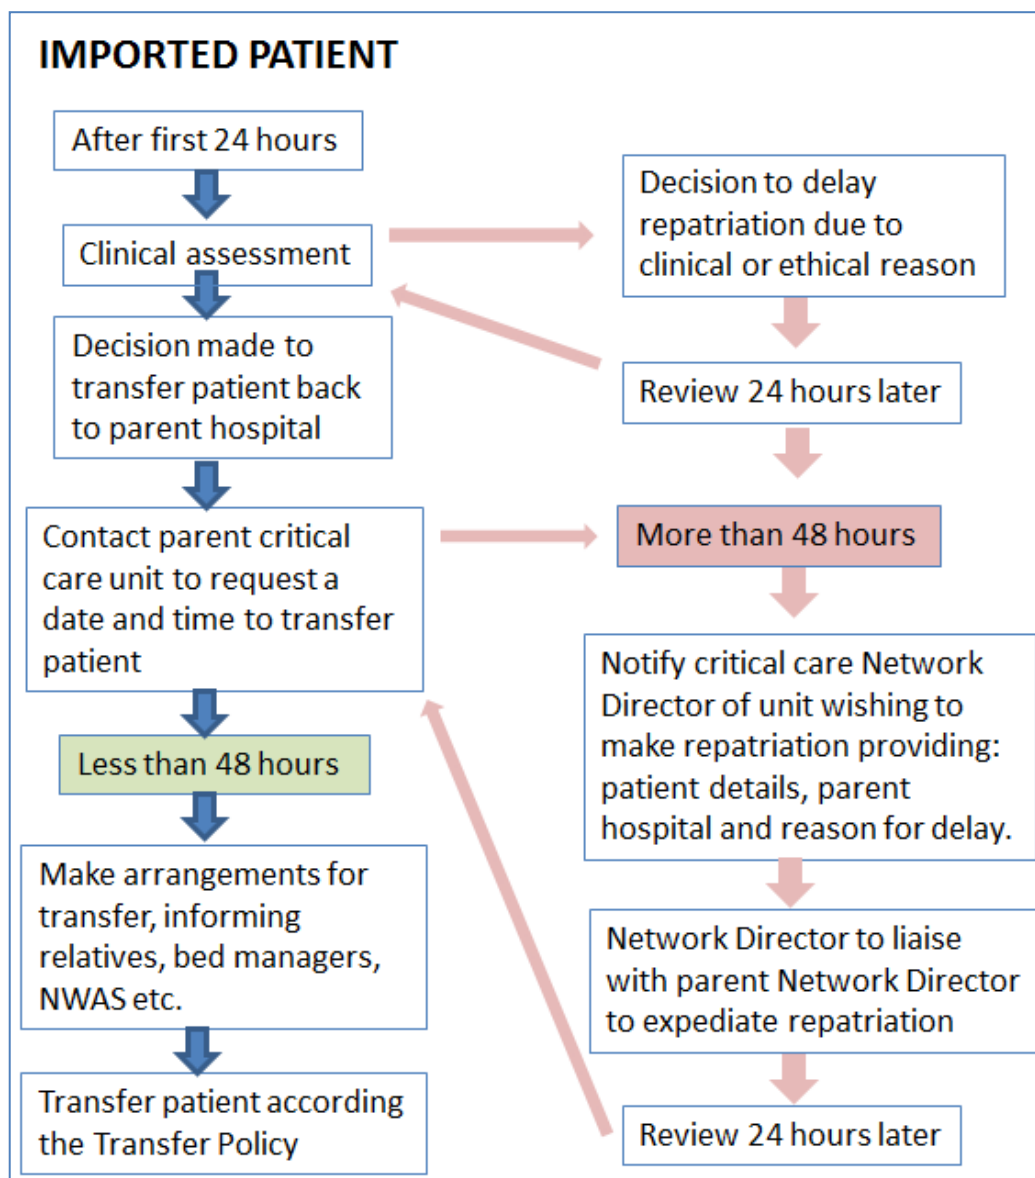 IMPORTED PATIENT
After first 24 hours
Clinical assessment
Decision made to
transfer patient back
to parent hospital
Contact parent critical
care unit to request a
date and time to transfer
patient
Less than 48 hours
Make arrangements for
transfer, informing
relatives, bed managers,
NWAS etc.
Transfer patient according
the Transfer Policy
Decision to delay
repatriation due to
clinical or ethical reason
Review 24 hours later
More than 48 hours
Notify critical care Network
Director of unit wishing to
make repatriation providing:
patient details, parent
hospital and reason for delay.
Network Director to liaise
with parent Network Director
to expediate repatriation
Review 24 hours later